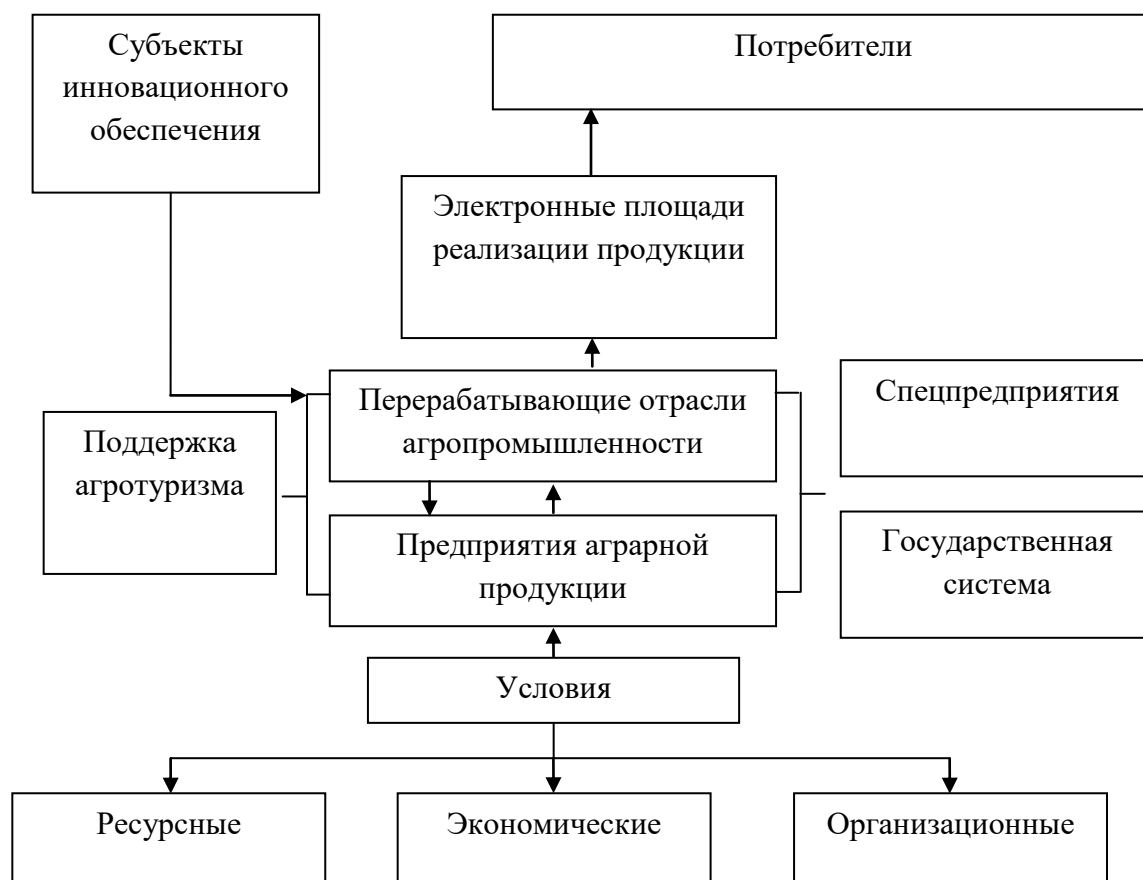 Субъекты
инновационного
обеспечения
Потребители
Электронные площади
реализации продукции
Перерабатывающие отрасли
агропромышленности
Спецпредприятия
Поддержка
агротуризма
Предприятия аграрной
продукции
Государственная
система
Условия
Ресурсные
Экономические
Организационные